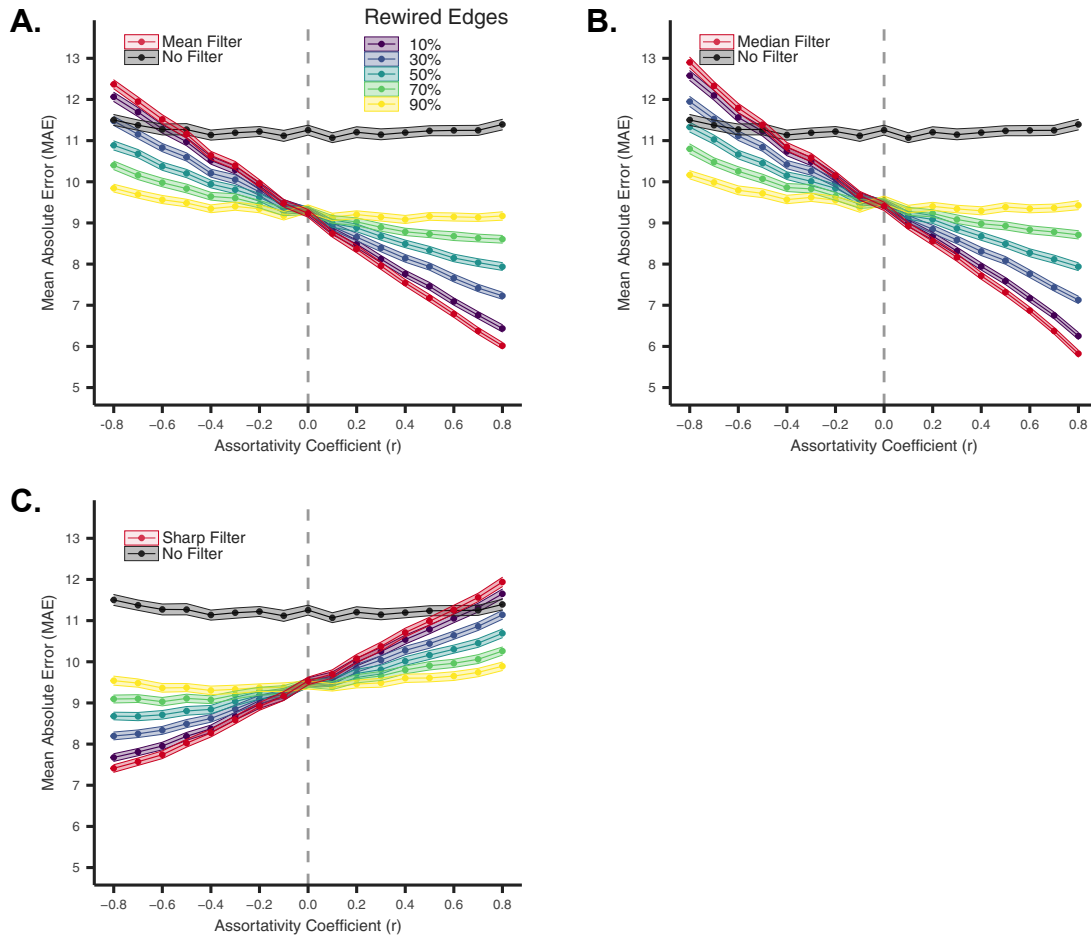 A.
Mean Filter
No Filter
Rewired Edges
10%
30%
50%
70%
90%
13
12
11
10
9
8
7
6
5
Mean Absolute Error (MAE)
-0.8 -0.6 -0.4 -0.2 0.0 0.2 0.4 0.6 0.8
Assortativity Coefficient (r)
B.
Median Filter
No Filter
13
12
11
10
9
8
7
6
5
Mean Absolute Error (MAE)
−0.8 −0.6 −0.4 −0.2 0.0 0.2 0.4 0.6 0.8
Assortativity Coefficient (r)
C.
Sharp Filter
No Filter
13
12
11
10
9
8
7
6
5
Mean Absolute Error (MAE)
−0.8 −0.6 −0.4 −0.2 0.0 0.2 0.4 0.6 0.8
Assortativity Coefficient (r)